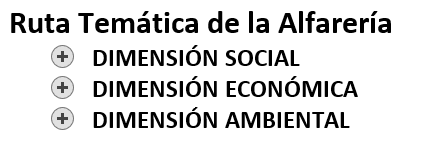 Ruta Temática de la Alfarería
DIMENSIÓN SOCIAL
DIMENSIÓN ECONÓMICA
DIMENSIÓN AMBIENTAL